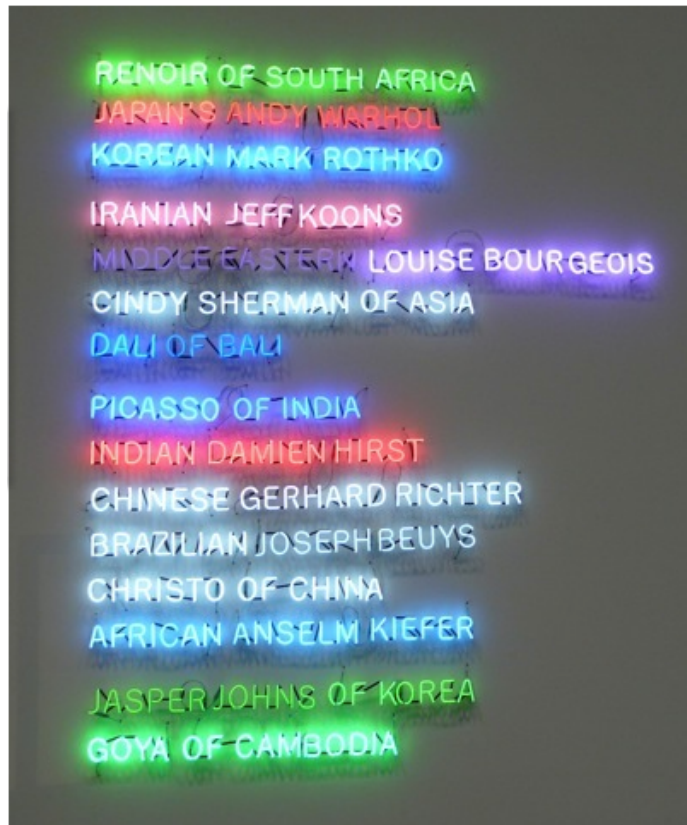 RENOIR OF SOUTH AFRICA
JAPAN'S ANDY WARHOL
KOREAN MARK ROTHKO
IRANIAN JEFF KOONS
MIDDLE EASTERN LOUISE BOURGEOIS
CINDY SHERMAN OF ASIA
DALI OF BALI
PICASSO OF INDIA
INDIAN DAMIEN HIRST
CHINESE GERHARD RICHTER
BRAZILIAN JOSEPH BEUYS
CHRISTO OF CHINA
AFRICAN ANSELM KIEFER
JASPER JOHNS OF KOREA
GOYA OF CAMBODIA